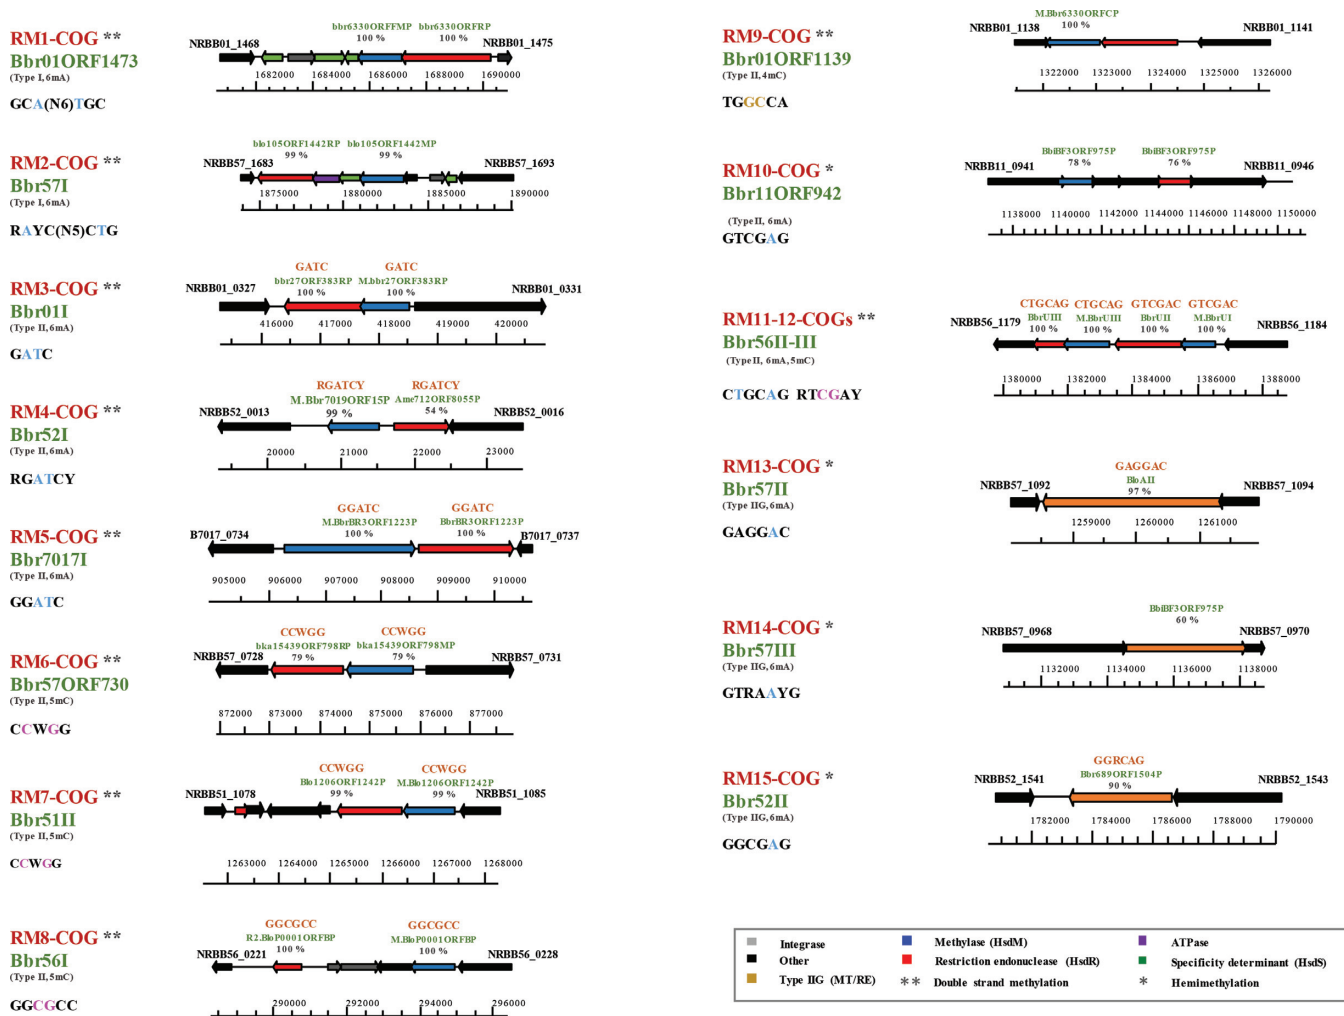 RM1-COG **
Bbr01ORF1473
(Type I, 6mA)
GCA(N6)TGC
NRBB01_1468
bbr6330ORFFMP
100 %
bbr6330ORFRP
100 %
NRBB01_1475
1682000 1684000 1686000 1688000 1690000
RM2-COG **
Bbr57I
(Type I, 6mA)
RAYC(N5)CTG
NRBB57_1683
blo105ORF1442RP
99 %
blo105ORF1442MP
99 %
NRBB57_1693
1875000 1880000 1885000 1890000
RM3-COG **
Bbr01I
(Type II, 6mA)
GATC
NRBB01_0327
GATC
bbr27ORF383RP
100 %
GATC
M.bbr27ORF383RP
100 %
NRBB01_0331
416000 417000 418000 419000 420000
RM4-COG **
Bbr52I
(Type II, 6mA)
RGATCY
NRBB52_0013
RGATCY
M.Bbr7019ORF15P
99 %
RGATCY
Ame712ORF8055P
54 %
NRBB52_0016
20000 21000 22000 23000
RM5-COG **
Bbr7017I
(Type II, 6mA)
GGATC
B7017_0734
GGATC
M.BbrBR3ORF1223P
100 %
GGATC
BbrBR3ORF1223P
100 %
B7017_0737
905000 906000 907000 908000 909000 910000
RM6-COG **
Bbr57ORF730
(Type II, 5mC)
CCWGG
NRBB57_0728
CCWGG
bka15439ORF798RP
79 %
CCWGG
bka15439ORF798MP
79 %
NRBB57_0731
872000 873000 874000 875000 876000 877000
RM7-COG **
Bbr51II
(Type II, 5mC)
CCWGG
NRBB51_1078
CCWGG
Blo1206ORF1242P
99 %
CCWGG
M.Blo1206ORF1242P
99 %
NRBB51_1085
1263000 1264000 1265000 1266000 1267000 1268000
RM8-COG **
Bbr56I
(Type II, 5mC)
GGCGCC
NRBB56_0221
GGCGCC
R2.BloP0001ORFBP
100 %
GGCGCC
M.BloP0001ORFBP
100 %
NRBB56_0228
290000 292000 294000 296000
RM9-COG **
Bbr01ORF1139
(Type II, 4mC)
TGGCCA
NRBB01_1138
M.Bbr6330ORFCP
100 %
NRBB01_1141
1322000 1323000 1324000 1325000 1326000
RM10-COG *
Bbr11ORF942
(Type II, 6mA)
GTCGAG
NRBB11_0941
BbiBF3ORF975P
78 %
BbiBF3ORF975P
76 %
NRBB11_0946
1138000 1140000 1142000 1144000 1146000 1148000 1150000
RM11-12-COGs **
Bbr56II-III
(Type II, 6mA, 5mC)
CTGCAG RTCGAY
NRBB56_1179
CTGCAG
BbrUIII
100 %
CTGCAG
M.BbrUIII
100 %
GTCGAC
BbrUII
100 %
GTCGAC
M.BbrUI
100 %
NRBB56_1184
1380000 1382000 1384000 1386000 1388000
RM13-COG *
Bbr57II
(Type IIG, 6mA)
GAGGAC
NRBB57_1092
GAGGAC
BloAII
97 %
NRBB57_1094
1259000 1260000 1261000
RM14-COG *
Bbr57III
(Type IIG, 6mA)
GTRAAYG
NRBB57_0968
BbiBF3ORF975P
60 %
NRBB57_0970
1132000 1134000 1136000 1138000
RM15-COG *
Bbr52II
(Type IIG, 6mA)
GGCGAG
NRBB52_1541
GGRCAG
Bbr689ORF1504P
90 %
NRBB52_1543
1782000 1784000 1786000 1788000 1790000
Integrase
Methylase (HsdM)
ATPase
Other
Restriction endonuclease (HsdR)
Specificity determinant (HsdS)
Type IIG (MT/RE)
** Double strand methylation
* Hemimethylation